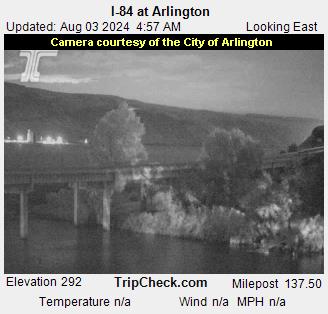 I-84 at Arlington
Updated: Aug 03 2024 4:57 AM Looking East
Camera courtesy of the City of Arlington
Elevation 292 TripCheck.com Milepost 137.50
Temperature n/a Wind n/a MPH n/a